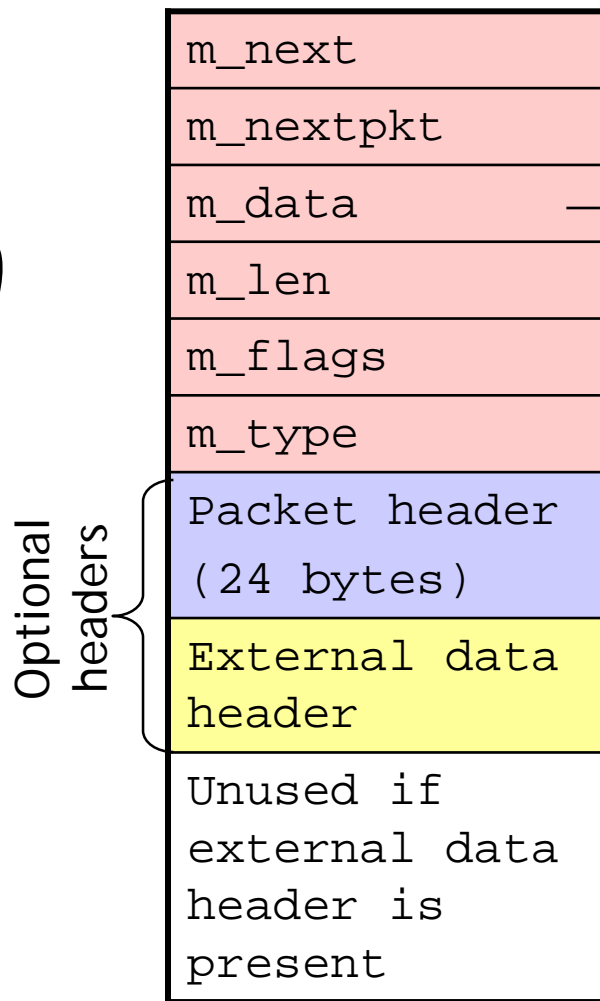 m_next
m_nextpkt
m_data
m_len
m_flags
m_type
Optional
headers
Packet header
(24 bytes)
External data
header
Unused if
external data
header is
present